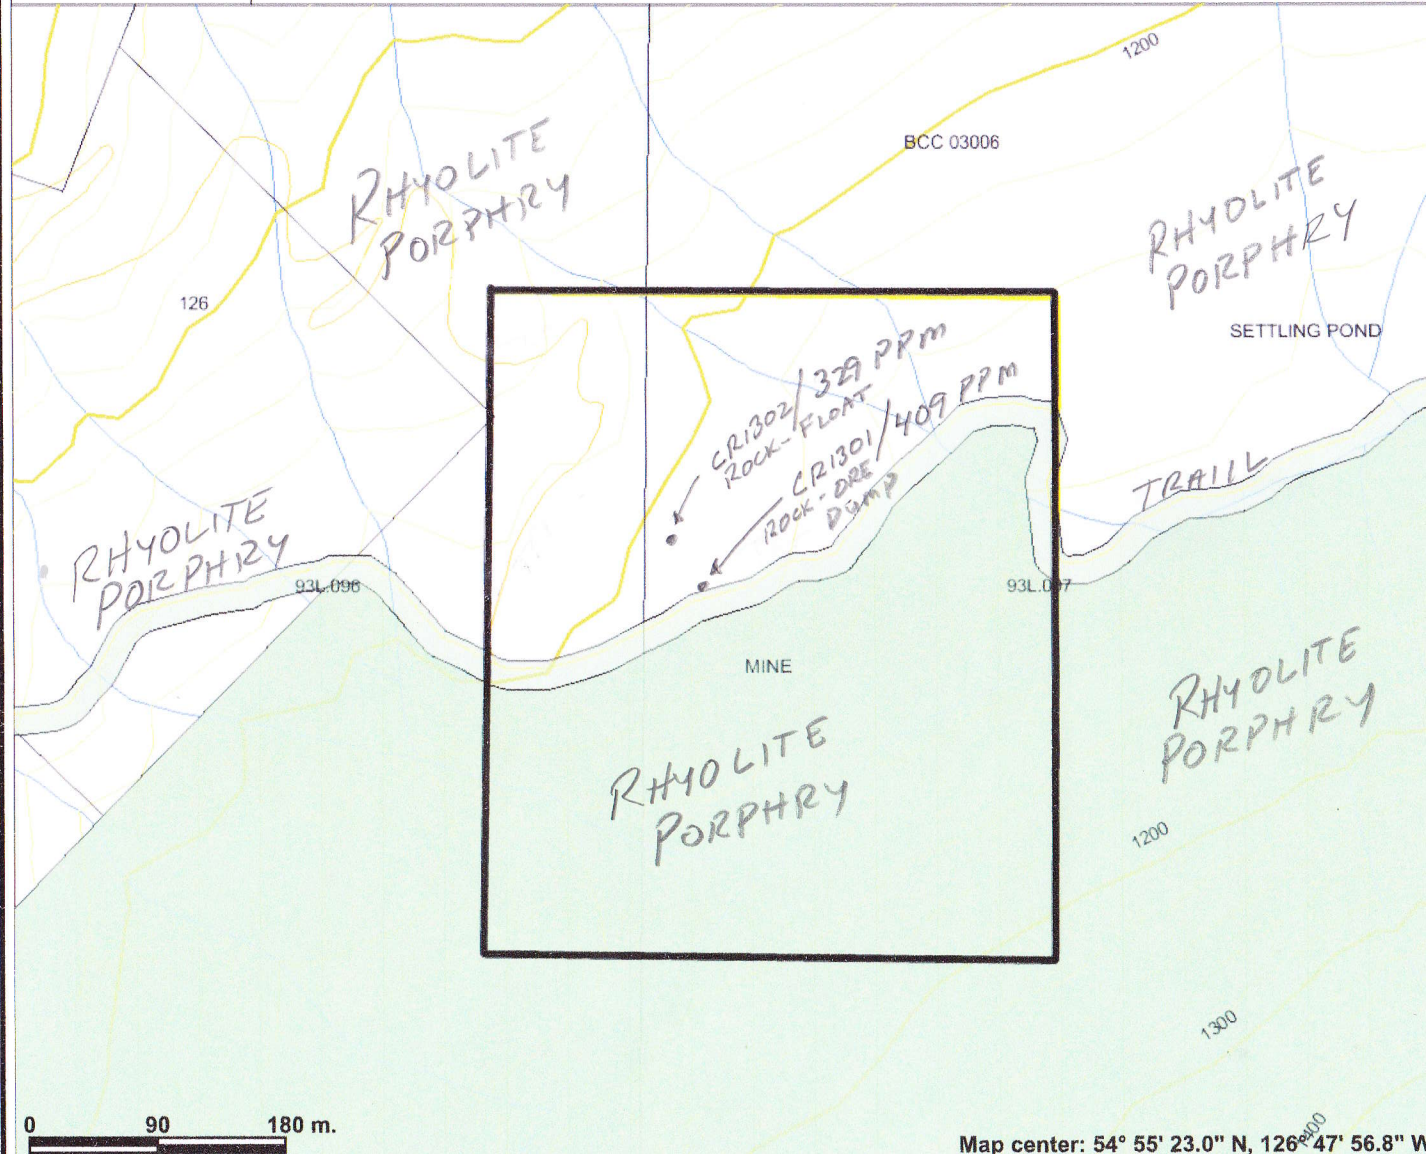 1200
BCC 03006
RHYOLITE
PORPHRY
RHYOLITE
PORPHRY
126
SETTLING POND
CR1302/329 PPM
ROCK-FLOAT
CR1301/409 PPM
ROCK-ORE
DUMP
TRAIL
RHYOLITE
PORPHRY
93L.096
93L.097
MINE
RHYOLITE
PORPHRY
RHYOLITE
PORPHRY
1200
1300
1400
0 90 180 m.
Map center: 54° 55' 23.0" N, 126° 47' 56.8" W